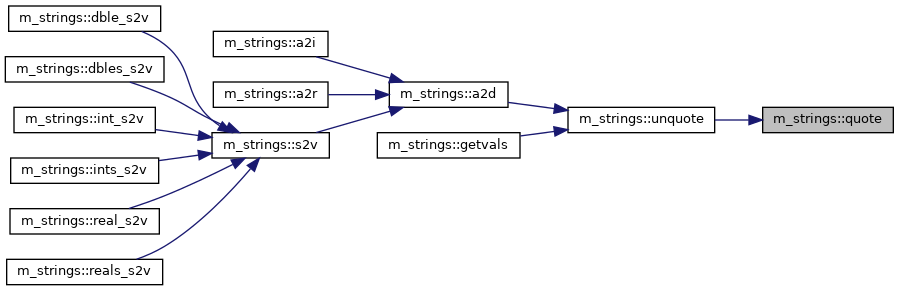 m_strings::dble_s2v
m_strings::dbles_s2v
m_strings::int_s2v
m_strings::ints_s2v
m_strings::real_s2v
m_strings::reals_s2v
m_strings::a2i
m_strings::a2r
m_strings::s2v
m_strings::a2d
m_strings::getvals
m_strings::unquote
m_strings::quote